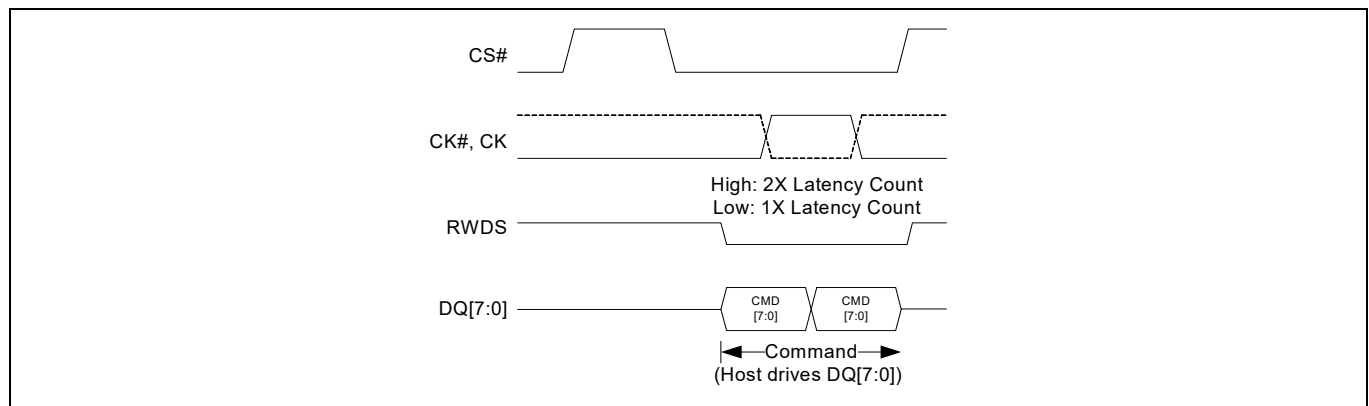 CS#
CK#, CK
High: 2X Latency Count
Low: 1X Latency Count
RWDS
DQ[7:0]
CMD
[7:0]
CMD
[7:0]
Command
(Host drives DQ[7:0])